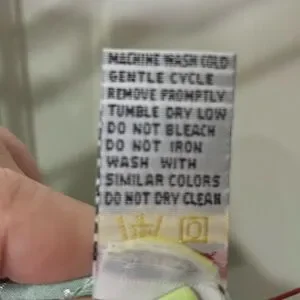 MACHINE WASH COLD
GENTLE CYCLE
REMOVE PROMPTLY
TUMBLE DRY LOW
DO NOT BLEACH
DO NOT IRON
WASH WITH
SIMILAR COLORS
DO NOT DRY CLEAN